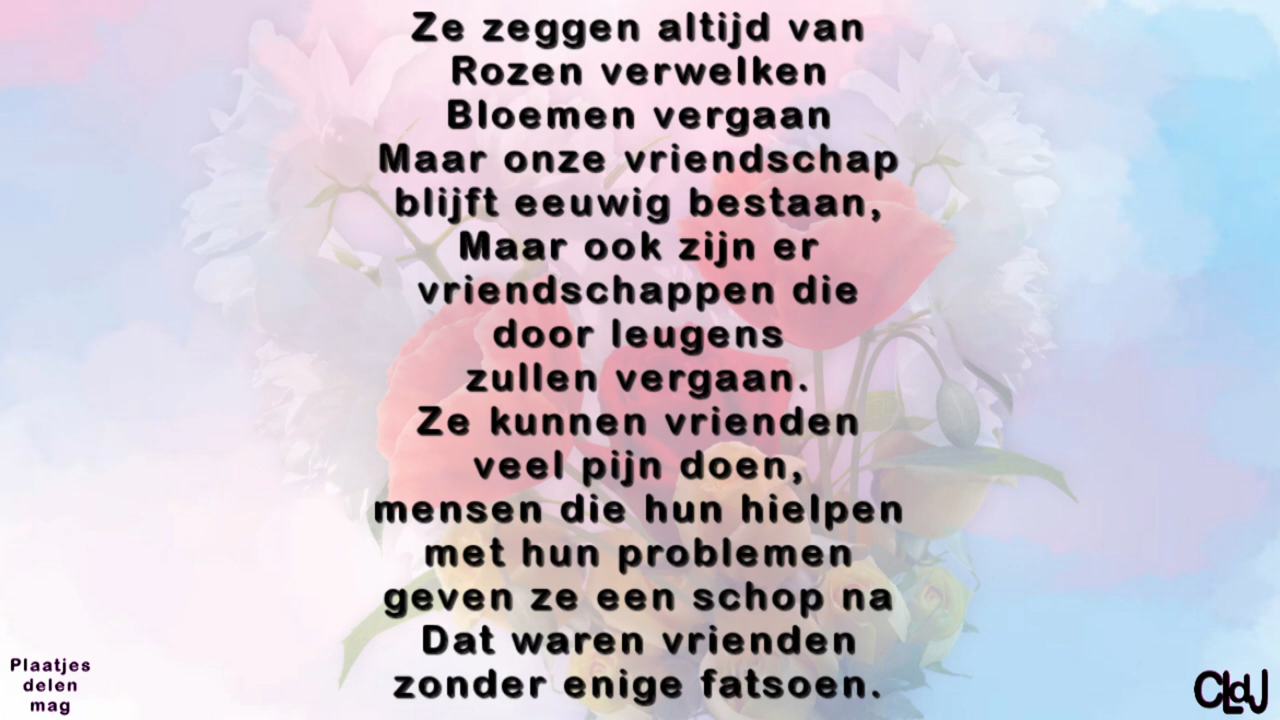 Ze zeggen altijd van
Rozen verwelken
Bloemen vergaan
Maar onze vriendschap
blijft eeuwig bestaan,
Maar ook zijn er
vriendschappen die
door leugens
zullen vergaan.
Ze kunnen vrienden
veel pijn doen,
mensen die hun hielpen
met hun problemen
geven ze een schop na
Dat waren vrienden
zonder enige fatsoen.
Plaatjes
delen
mag
CLdJ